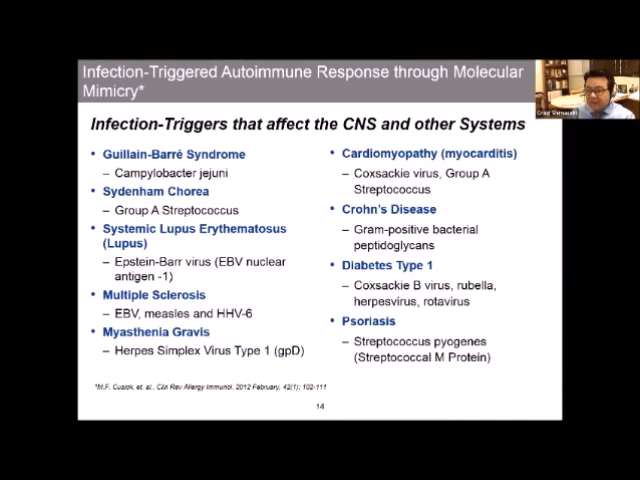 Infection-Triggered Autoimmune Response through Molecular
Mimicry*
Infection-Triggers that affect the CNS and other Systems
• Guillain-Barré Syndrome
– Campylobacter jejuni
• Sydenham Chorea
– Group A Streptococcus
• Systemic Lupus Erythematosus
(Lupus)
– Epstein-Barr virus (EBV nuclear
antigen -1)
• Multiple Sclerosis
– EBV, measles and HHV-6
• Myasthenia Gravis
– Herpes Simplex Virus Type 1 (gpD)
• Cardiomyopathy (myocarditis)
– Coxsackie virus, Group A
Streptococcus
• Crohn's Disease
– Gram-positive bacterial
peptidoglycans
• Diabetes Type 1
– Coxsackie B virus, rubella,
herpesvirus, rotavirus
• Psoriasis
– Streptococcus pyogenes
(Streptococcal M Protein)
*M.F. Cusick, et. al., Clin Rev Allergy Immunol. 2012 February, 42(1): 102-111
14
Craig